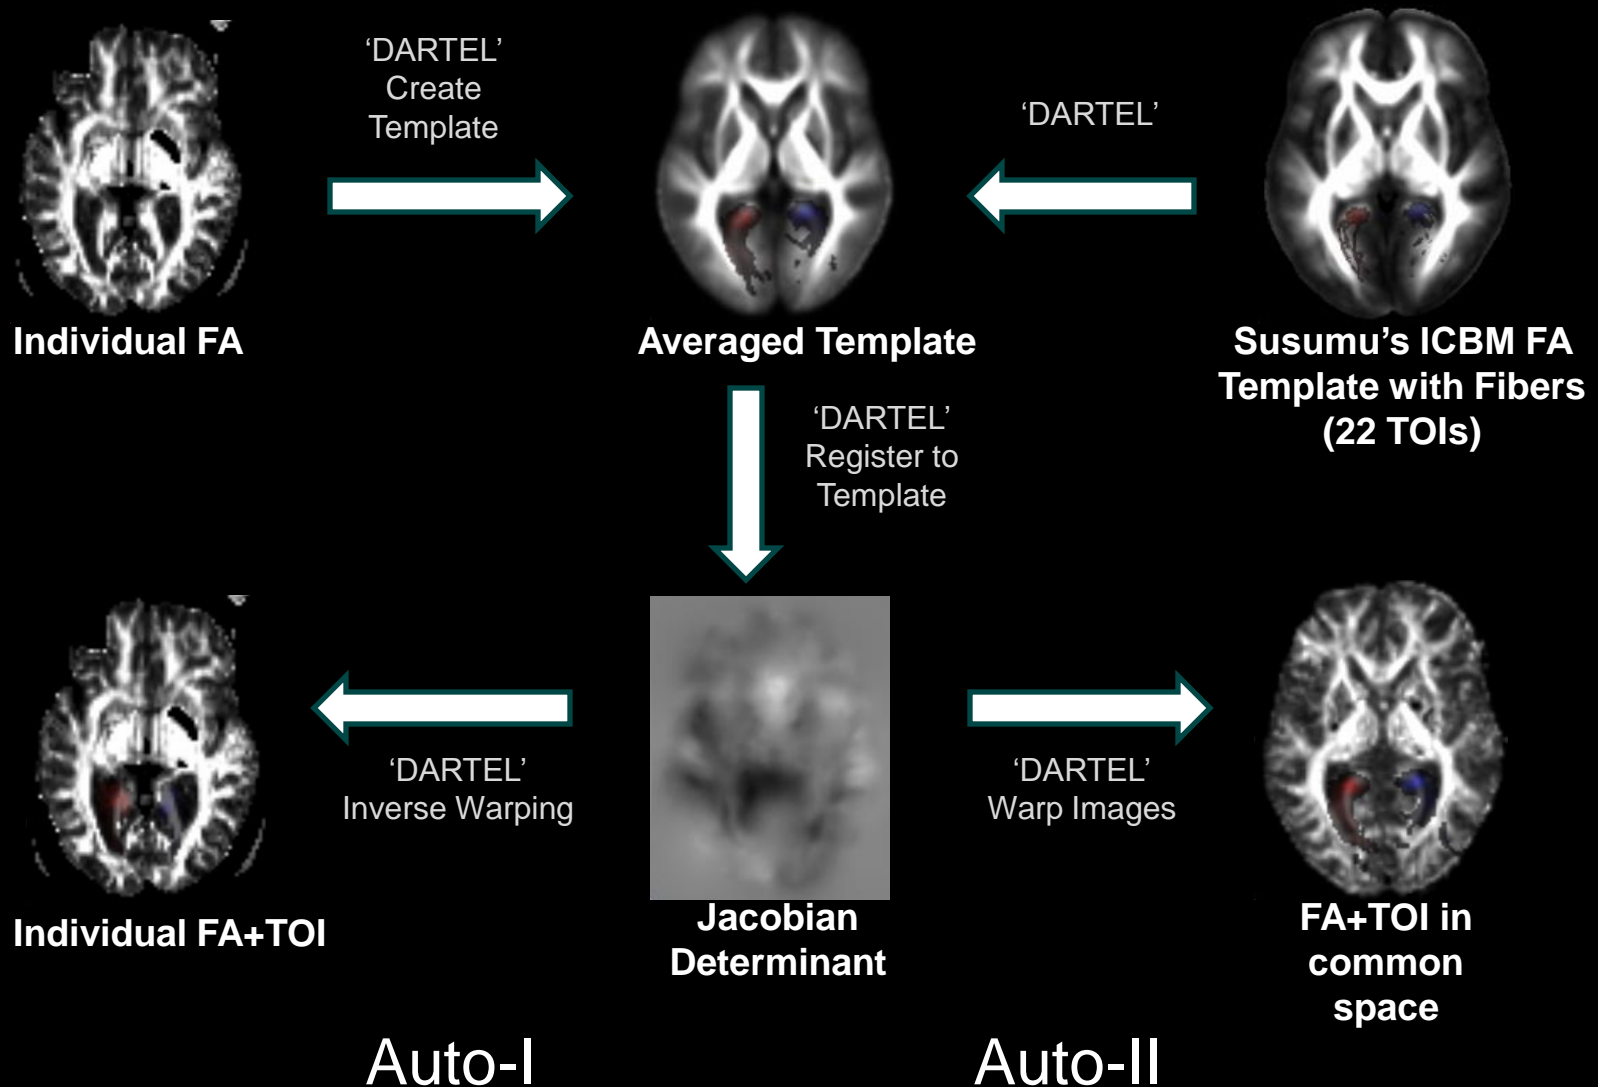 ‘DARTEL’
Create
Template
‘DARTEL’
Individual FA
Averaged Template
Susumu’s ICBM FA
Template with Fibers
(22 TOIs)
‘DARTEL’
Register to
Template
‘DARTEL’
Inverse Warping
‘DARTEL’
Warp Images
Individual FA+TOI
Jacobian
Determinant
FA+TOI in
common
space
Auto-I
Auto-II